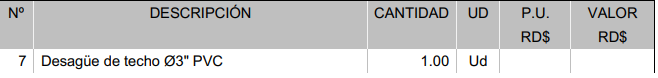 Nº DESCRIPCIÓN CANTIDAD UD P.U. RD$ VALOR RD$
7 Desagüe de techo Ø3" PVC 1.00 Ud